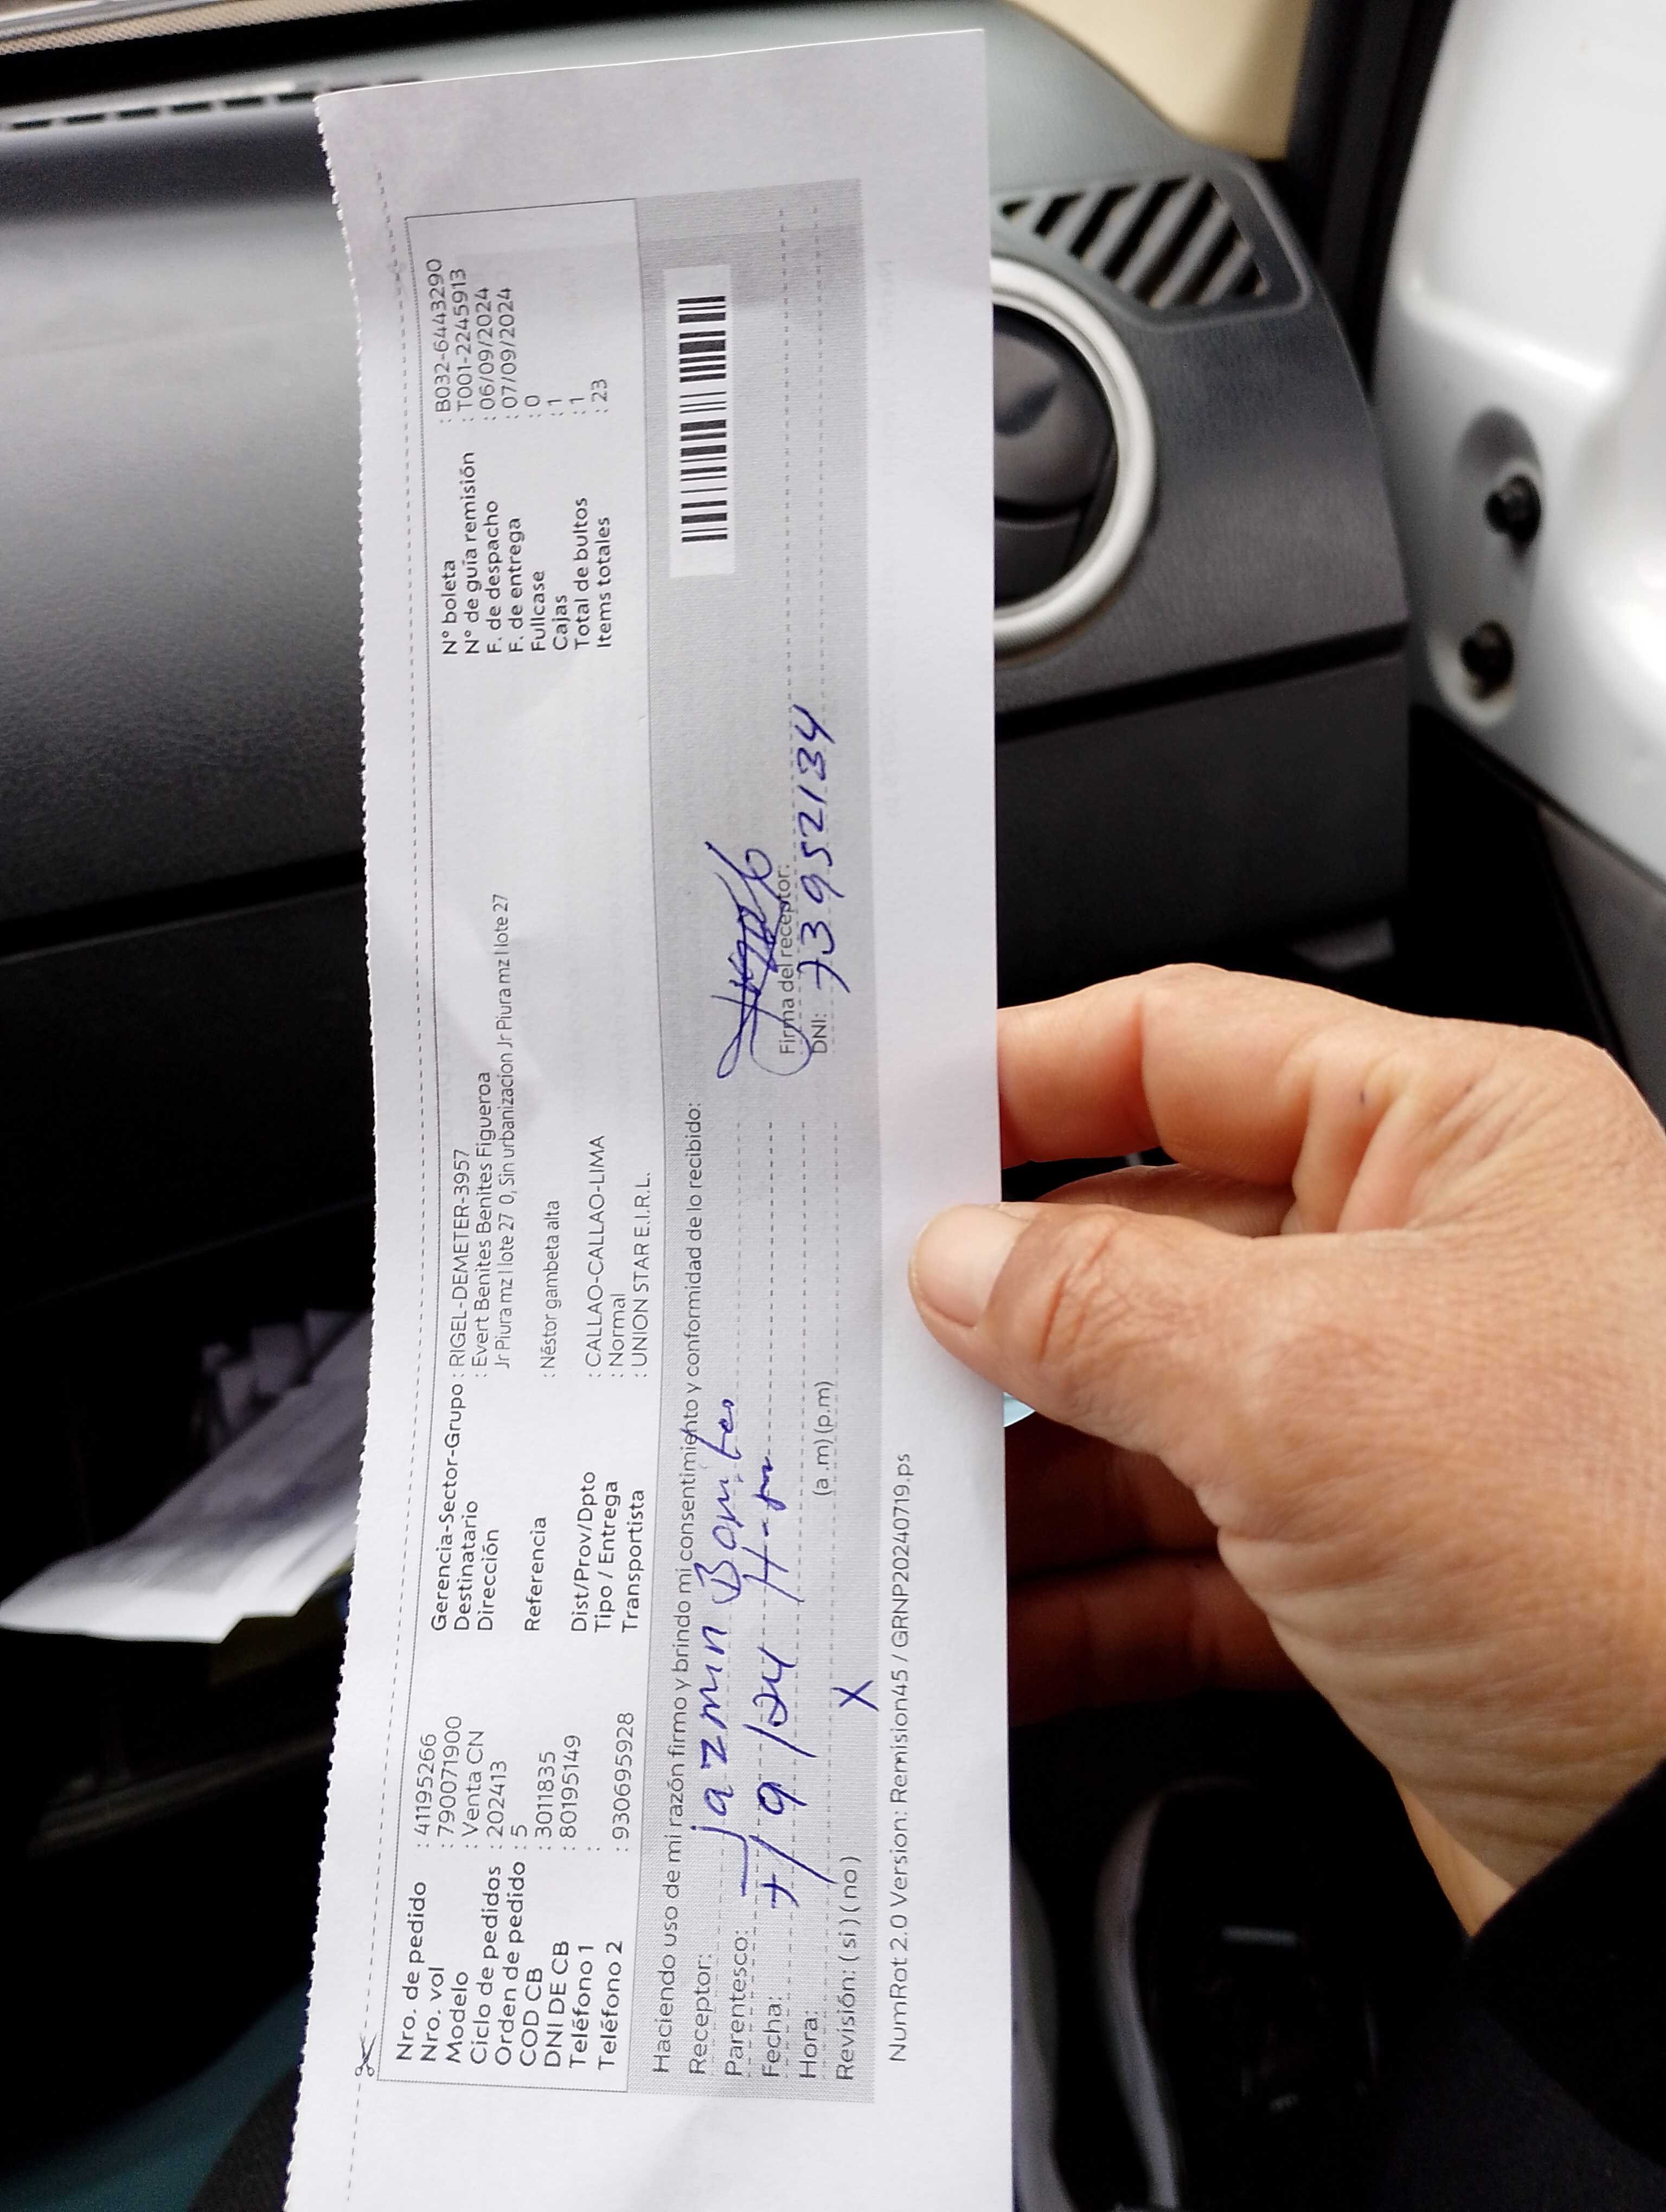 Nro. de pedido : 41195266
Nro. vol : 790071900
Modelo : Venta CN
Ciclo de pedidos : 202413
Orden de pedido : 5
COD CB : 3011835
DNI DE CB : 80195149
Teléfono 1 :
Teléfono 2 : 930695928
Gerencia-Sector-Grupo : RIGEL-DEMETER-3957
Destinatario : Evert Benites Benites Figueroa
Dirección Jr Piura mz I lote 27 0, Sin urbanizacion Jr Piura mz I lote 27
Referencia : Néstor gambeta alta
Dist/Prov/Dpto : CALLAO-CALLAO-LIMA
Tipo / Entrega : Normal
Transportista : UNION STAR E.I.R.L.
N° boleta : B032-6443290
N° de guía remisión : T001-2245913
F. de despacho : 06/09/2024
F. de entrega : 07/09/2024
Fullcase : 0
Cajas : 1
Total de bultos : 1
Items totales : 23
Haciendo uso de mi razón firmo y brindo mi consentimiento y conformidad de lo recibido:
Receptor: Jazmin
Parentesco:
Fecha: 7/9/24
Hora: (a.m) (p.m)
Revisión: (si) (no) X
Firma del receptor:
DNI: 73952134
NumRot 2.0 Version: Remision45 / GRNP20240719.ps